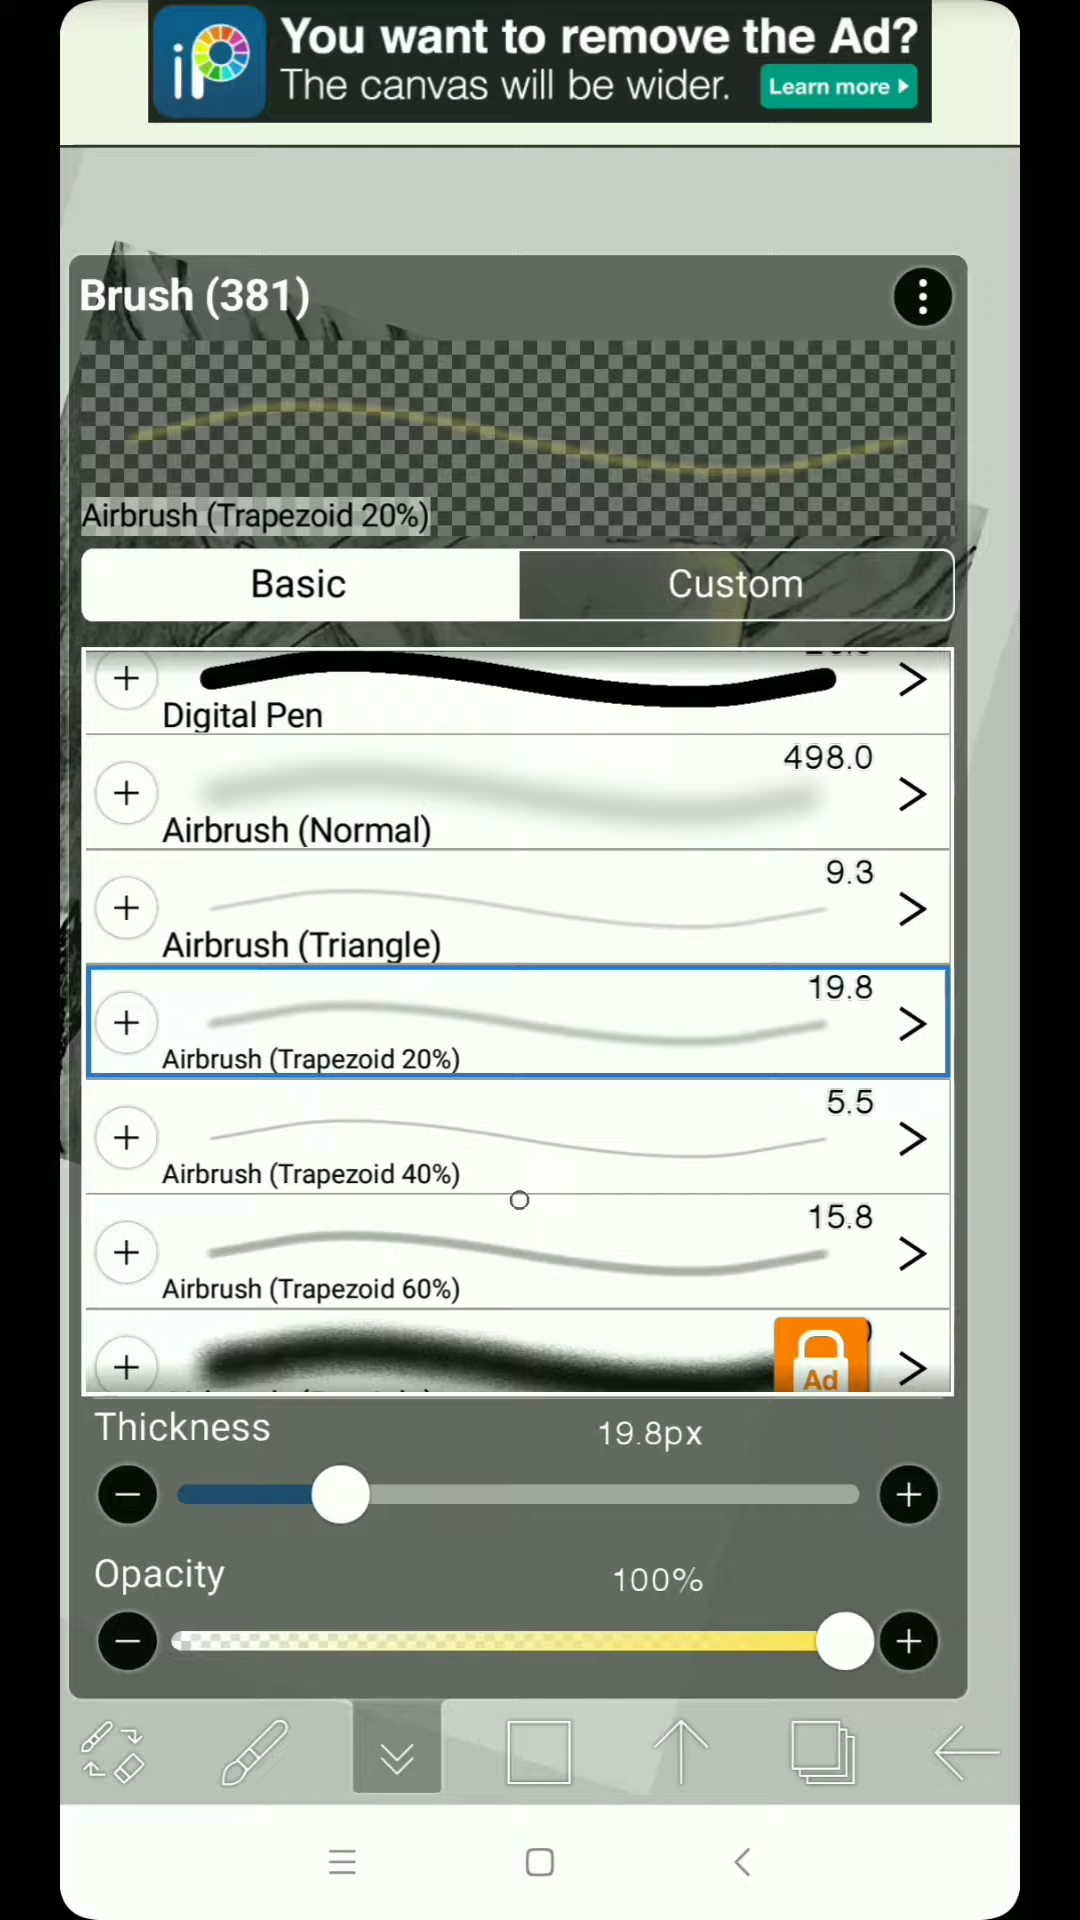 iP
You want to remove the Ad?
The canvas will be wider.
Learn more
Brush (381)
Airbrush (Trapezoid 20%)
Basic
Custom
Digital Pen
498.0
Airbrush (Normal)
9.3
Airbrush (Triangle)
19.8
Airbrush (Trapezoid 20%)
5.5
Airbrush (Trapezoid 40%)
15.8
Airbrush (Trapezoid 60%)
Ad
Thickness
19.8px
Opacity
100%